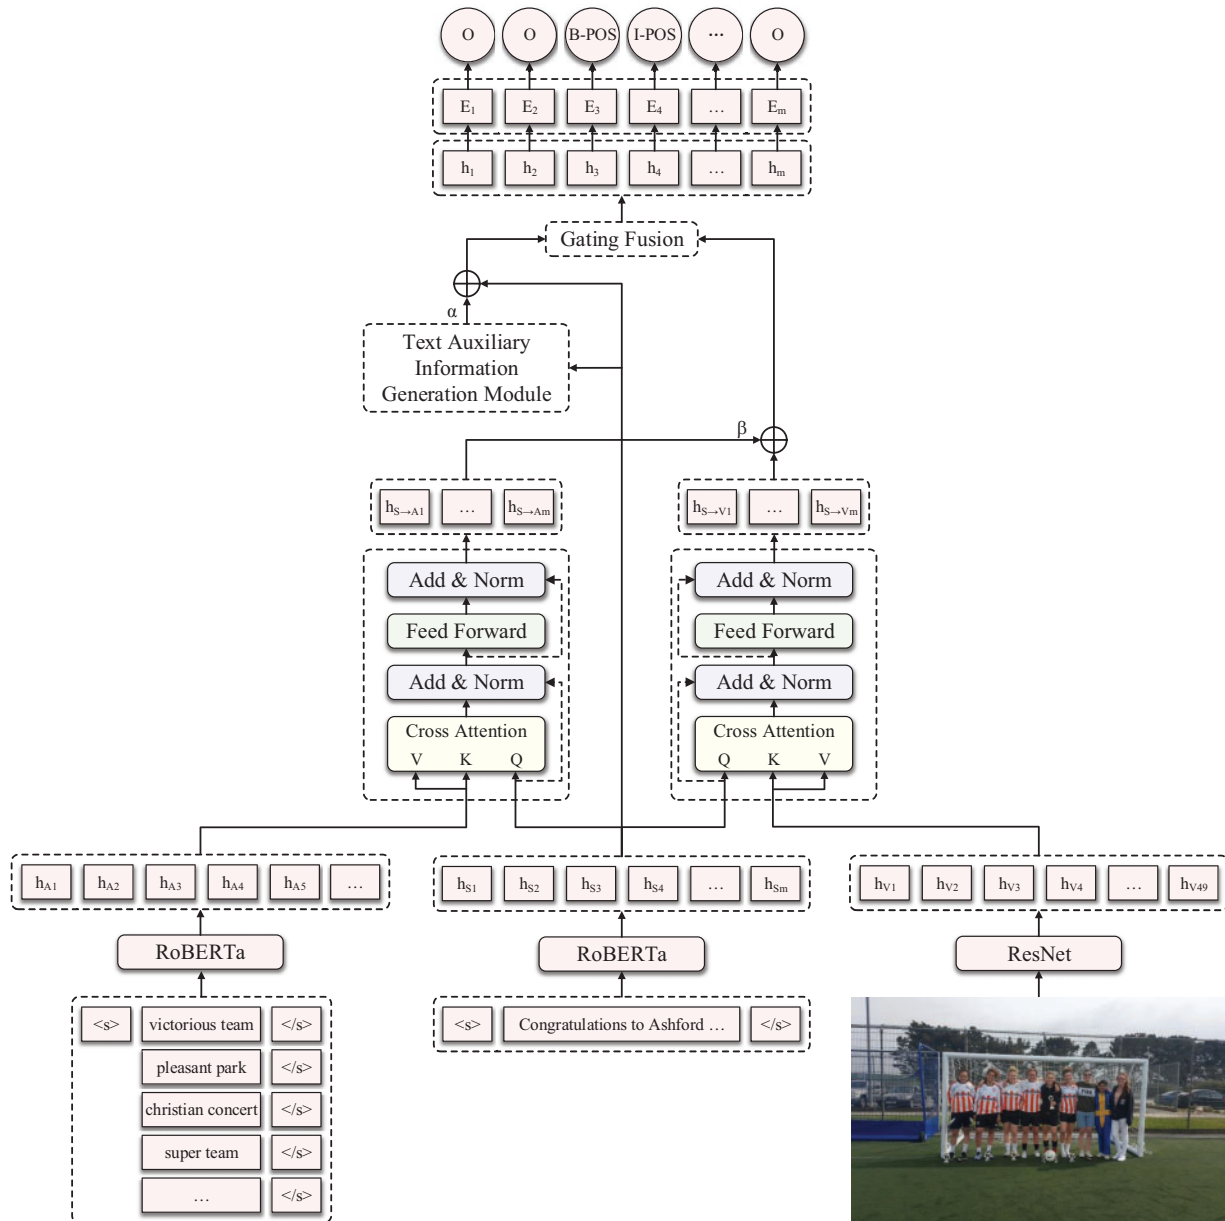 O O B-POS I-POS ... O
E1 E2 E3 E4 ... Em
h1 h2 h3 h4 ... hm
Gating Fusion
α
Text Auxiliary
Information
Generation Module
β
hS→A1 ... hS→Am
hS→V1 ... hS→Vm
Add & Norm
Feed Forward
Add & Norm
Cross Attention
V K Q
Add & Norm
Feed Forward
Add & Norm
Cross Attention
Q K V
hA1 hA2 hA3 hA4 hA5 ...
hS1 hS2 hS3 hS4 ... hSm
hV1 hV2 hV3 hV4 ... hV49
RoBERTa
RoBERTa
ResNet
<s> victorious team </s>
pleasant park </s>
christian concert </s>
super team </s>
... </s>
<s> Congratulations to Ashford ... </s>